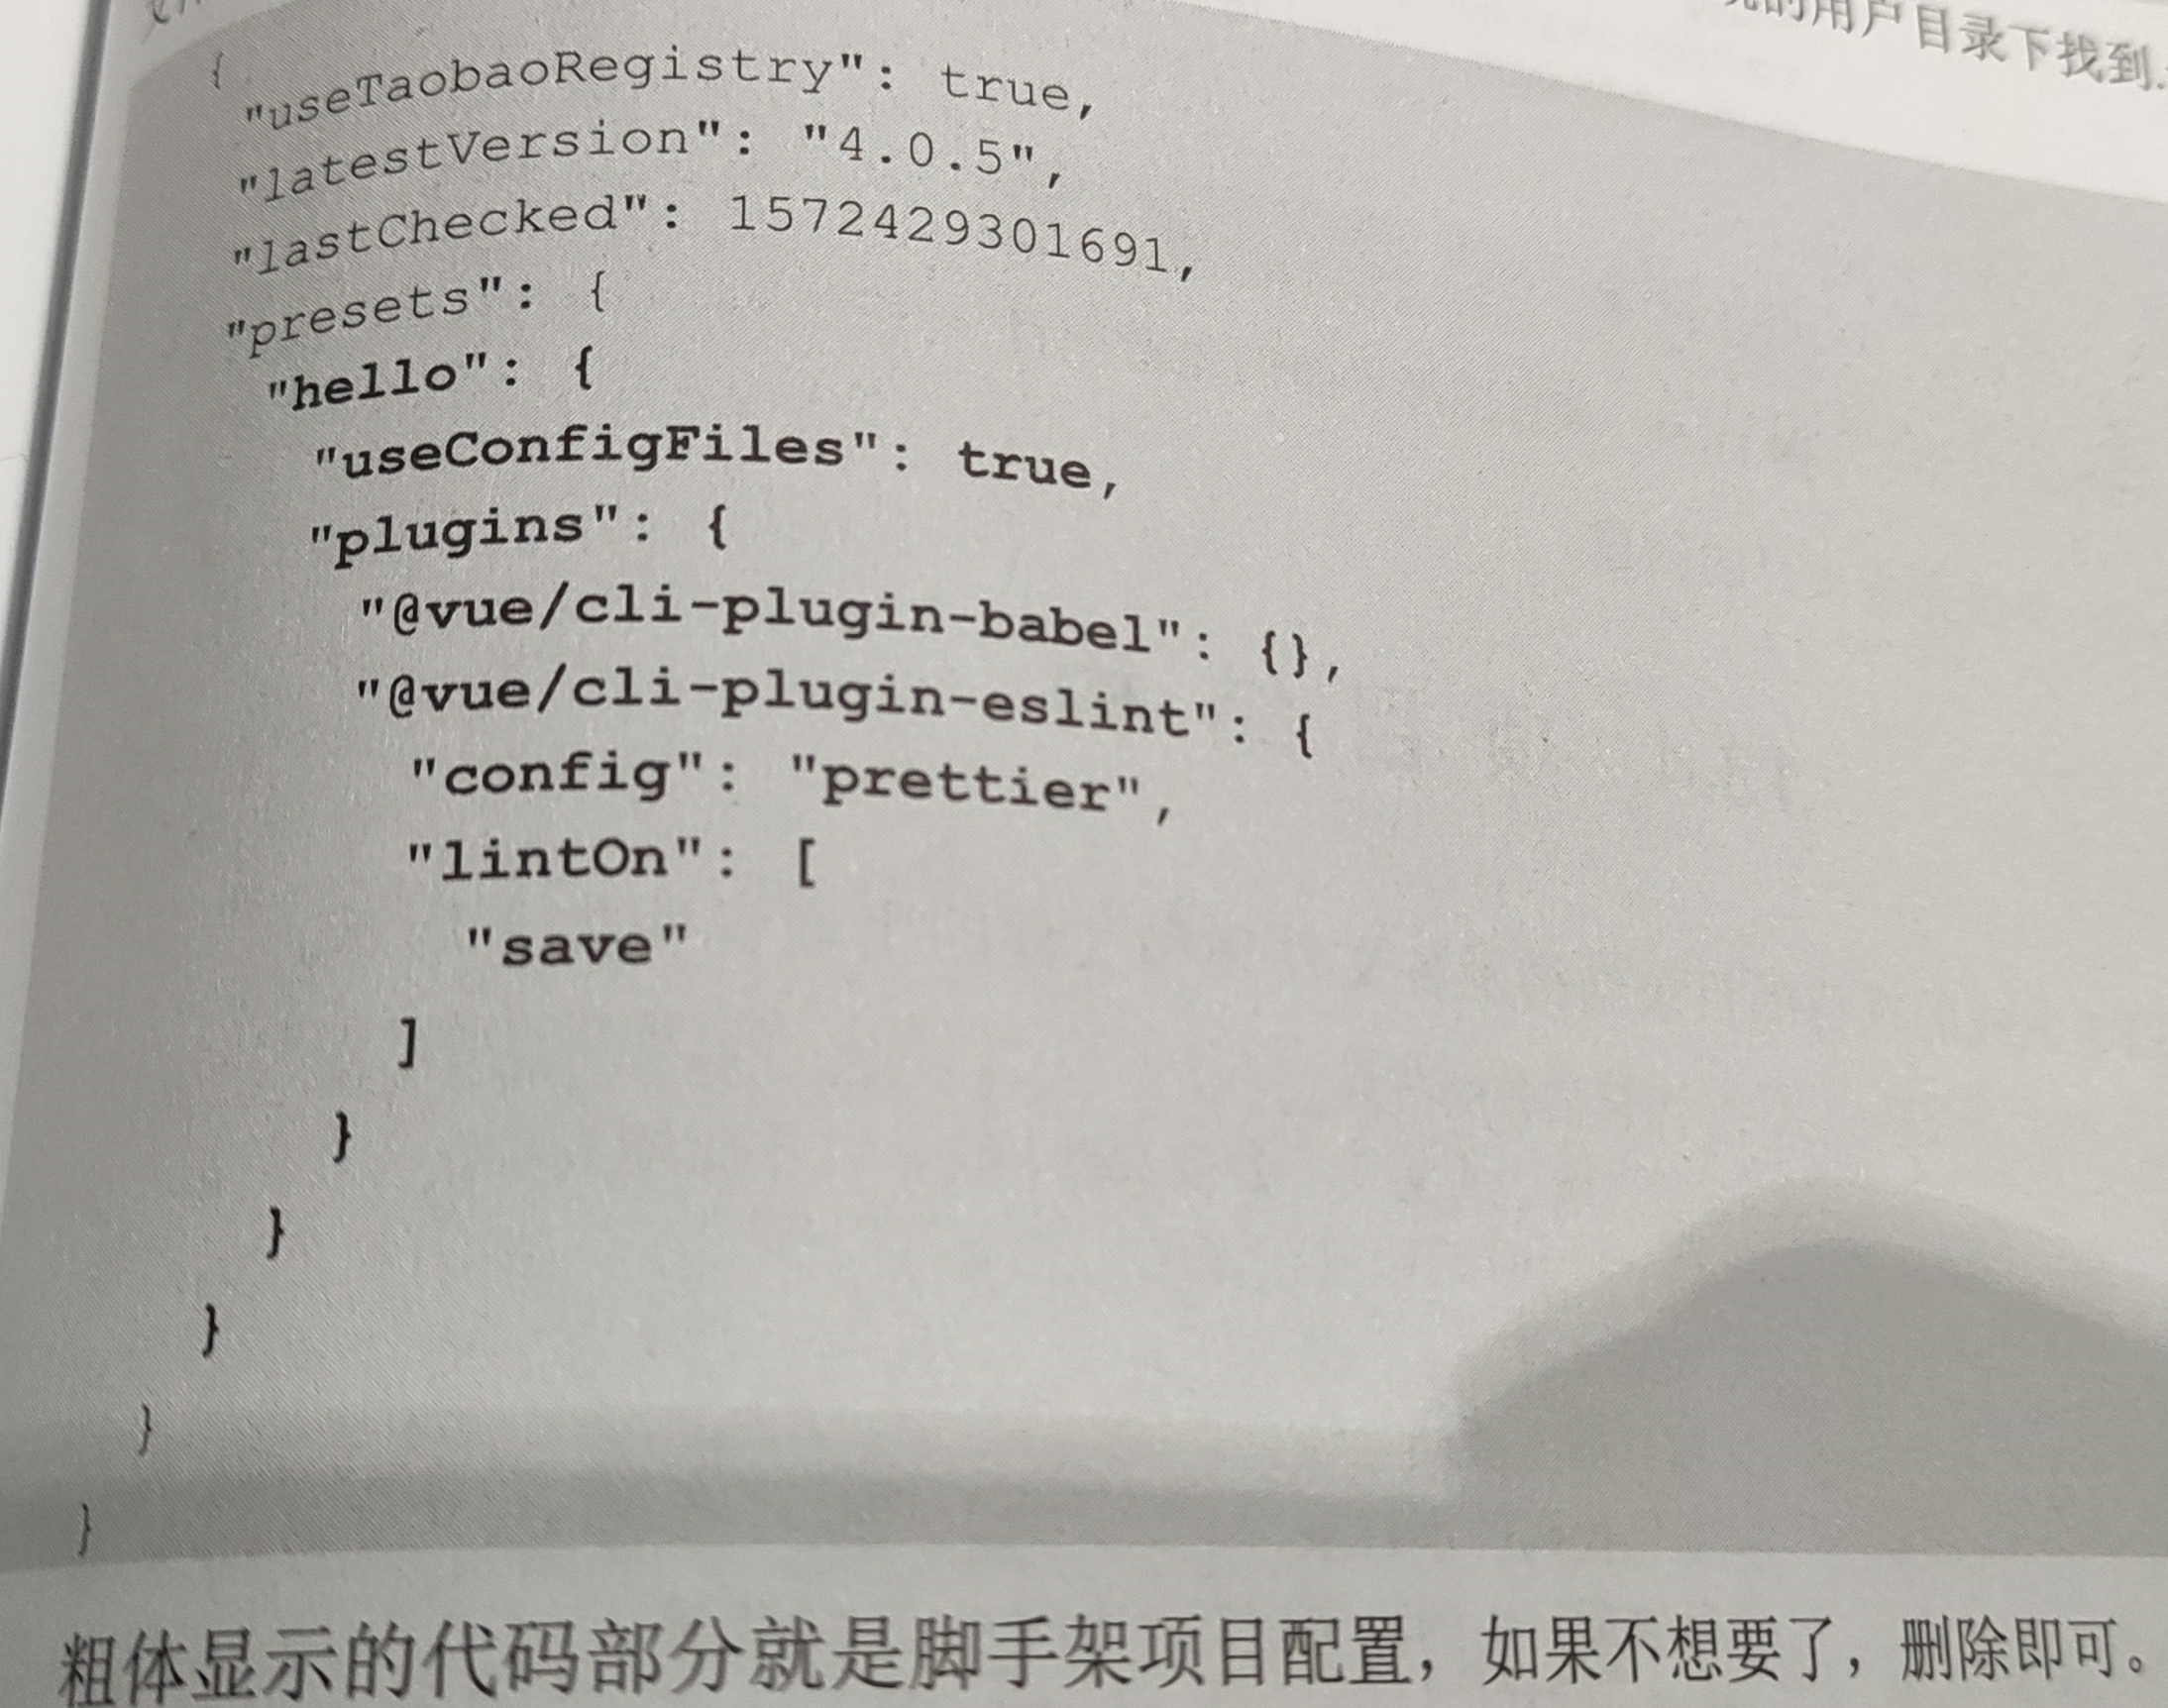 的用户目录下找到.
{
"useTaobaoRegistry": true,
"latestVersion": "4.0.5",
"lastChecked": 1572429301691,
"presets": {
"hello": {
"useConfigFiles": true,
"plugins": {
"@vue/cli-plugin-babel": {},
"@vue/cli-plugin-eslint": {
"config": "prettier",
"lintOn": [
"save"
]
}
}
}
}
}
粗体显示的代码部分就是脚手架项目配置，如果不想要了，删除即可。